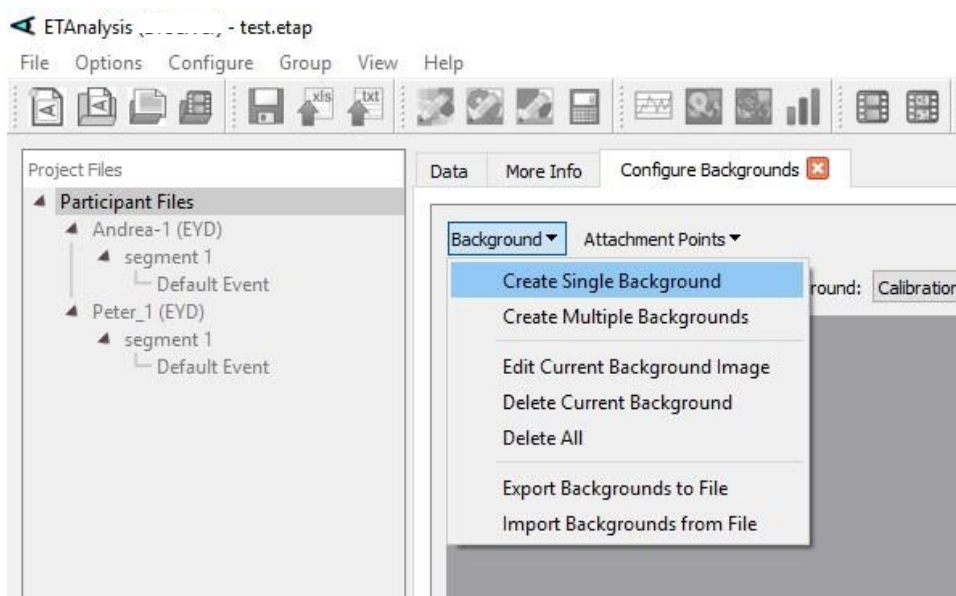 ETAnalysis - test.etap
File Options Configure Group View Help
xls txt
Project Files
Data More Info Configure Backgrounds
Participant Files
Andrea-1 (EYD)
segment 1
Default Event
Peter_1 (EYD)
segment 1
Default Event
Background Attachment Points
round: Calibration
Create Single Background
Create Multiple Backgrounds
Edit Current Background Image
Delete Current Background
Delete All
Export Backgrounds to File
Import Backgrounds from File